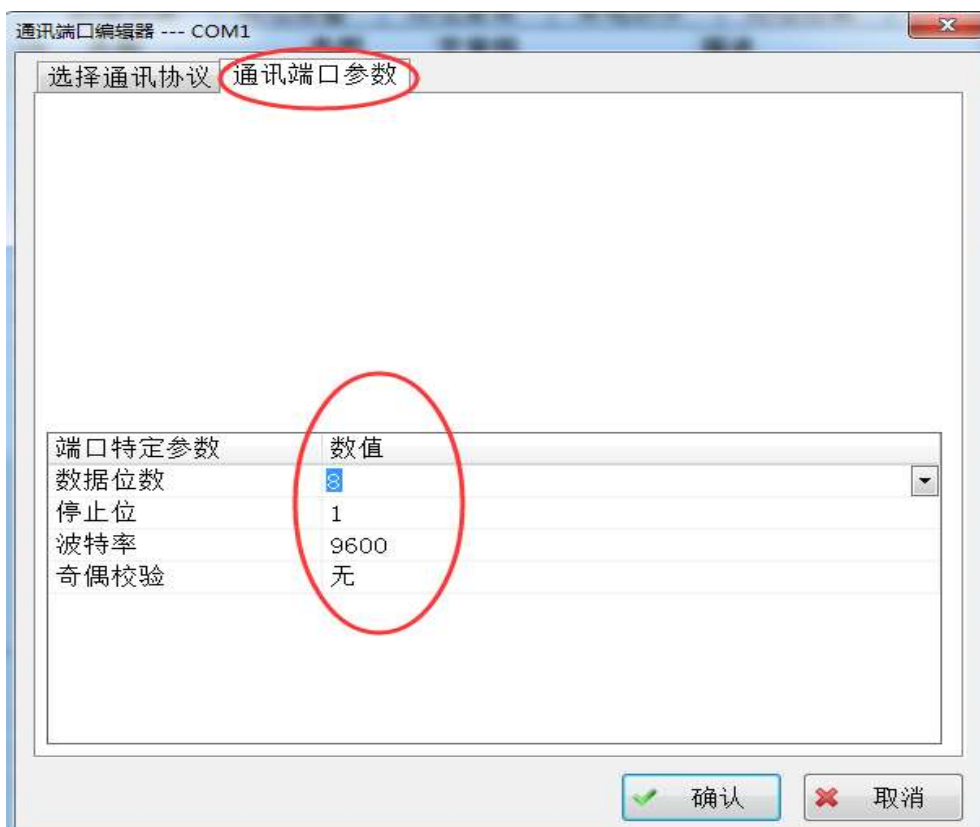 通讯端口编辑器 --- COM1
选择通讯协议 通讯端口参数
端口特定参数 数值
数据位数 8
停止位 1
波特率 9600
奇偶校验 无
确认 取消